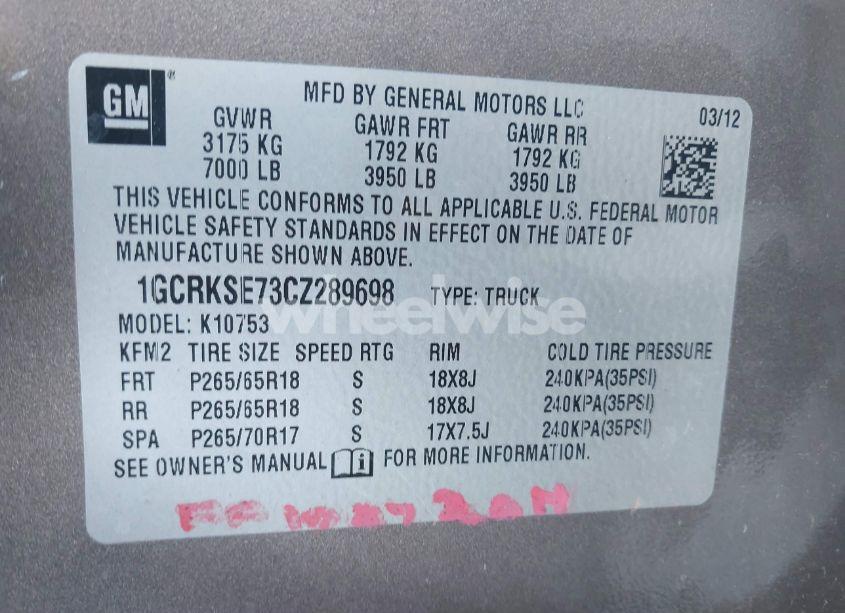 GM
MFD BY GENERAL MOTORS LLC
03/12
GVWR GAWR FRT GAWR RR
3175 KG 1792 KG 1792 KG
7000 LB 3950 LB 3950 LB
THIS VEHICLE CONFORMS TO ALL APPLICABLE U.S. FEDERAL MOTOR
VEHICLE SAFETY STANDARDS IN EFFECT ON THE DATE OF
MANUFACTURE SHOWN ABOVE.
1GCRKSE73CZ289698 TYPE: TRUCK
wheelwise
MODEL: K10753
KFM2 TIRE SIZE SPEED RTG RIM COLD TIRE PRESSURE
FRT P265/65R18 S 18X8J 240KPA(35PSI)
RR P265/65R18 S 18X8J 240KPA(35PSI)
SPA P265/70R17 S 17X7.5J 240KPA(35PSI)
SEE OWNER'S MANUAL FOR MORE INFORMATION.